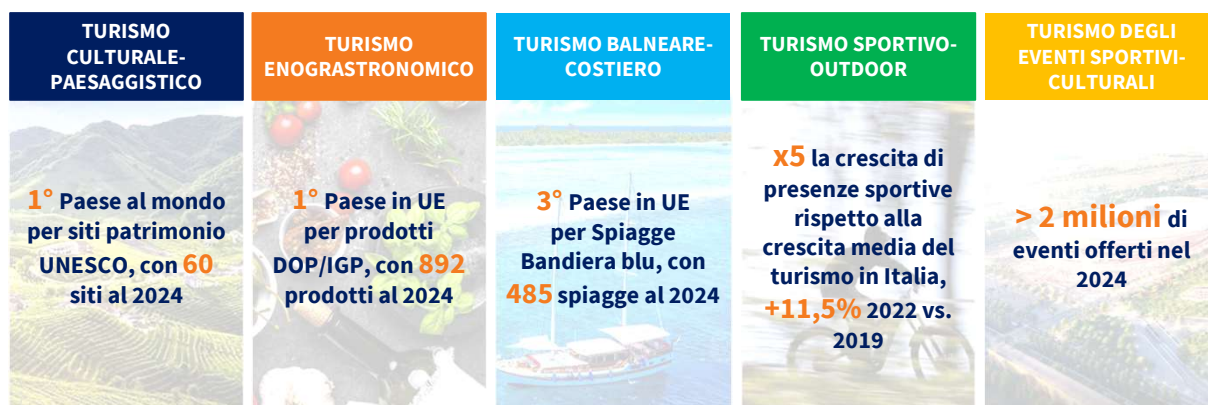 TURISMO
CULTURALE-
PAESAGGISTICO
1° Paese al mondo
per siti patrimonio
UNESCO, con 60
siti al 2024
TURISMO
ENOGRASTRONOMICO
1° Paese in UE
per prodotti
DOP/IGP, con 892
prodotti al 2024
TURISMO BALNEARE-
COSTIERO
3° Paese in UE
per Spiagge
Bandiera blu, con
485 spiagge al 2024
TURISMO SPORTIVO-
OUTDOOR
x5 la crescita di
presenze sportive
rispetto alla
crescita media del
turismo in Italia,
+11,5% 2022 vs.
2019
TURISMO DEGLI
EVENTI SPORTIVI-
CULTURALI
> 2 milioni di
eventi offerti nel
2024